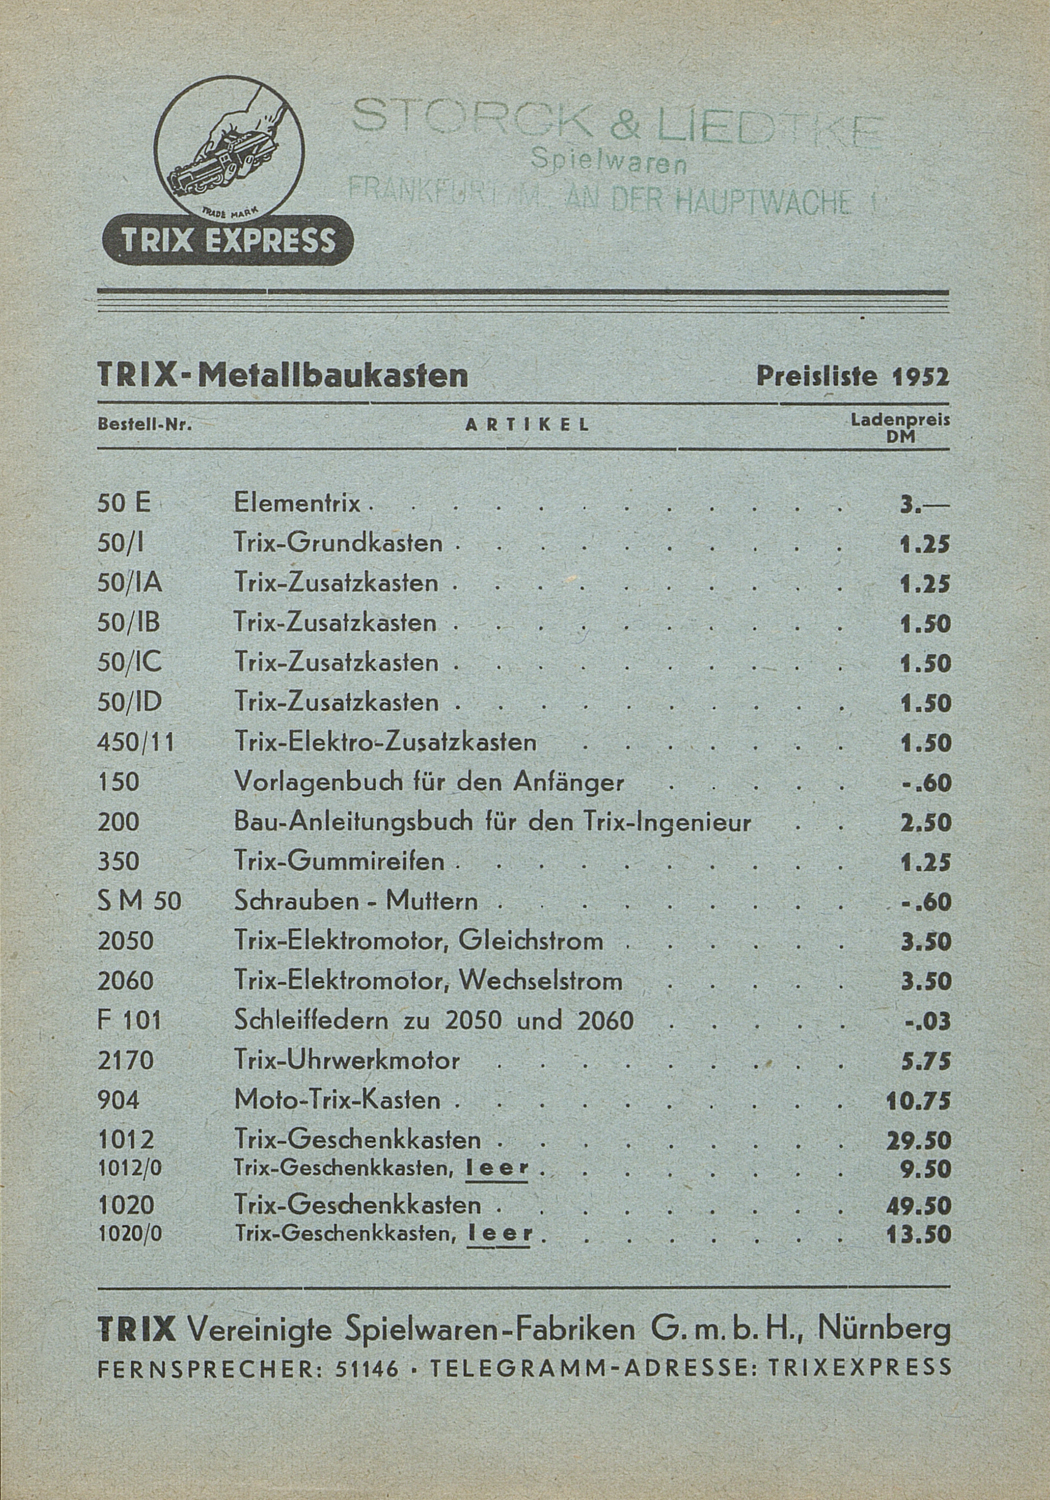 STORCK & LIEDTKE
Spielwaren
FRANKFURT M. AN DER HAUPTWACHE 1
TRADE MARK
TRIX EXPRESS
TRIX-Metallbaukasten Preisliste 1952
Bestell-Nr. ARTIKEL Ladenpreis DM
50 E Elementrix . . . . . . . . . . . . 3.—
50/I Trix-Grundkasten . . . . . . . . . . 1.25
50/IA Trix-Zusatzkasten . . . . . . . . . . 1.25
50/IB Trix-Zusatzkasten . . . . . . . . . . 1.50
50/IC Trix-Zusatzkasten . . . . . . . . . . 1.50
50/ID Trix-Zusatzkasten . . . . . . . . . . 1.50
450/11 Trix-Elektro-Zusatzkasten . . . . . . . 1.50
150 Vorlagenbuch für den Anfänger . . . . . -.60
200 Bau-Anleitungsbuch für den Trix-Ingenieur . . 2.50
350 Trix-Gummireifen . . . . . . . . . . 1.25
S M 50 Schrauben - Muttern . . . . . . . . . -.60
2050 Trix-Elektromotor, Gleichstrom . . . . . . 3.50
2060 Trix-Elektromotor, Wechselstrom . . . . . 3.50
F 101 Schleiffedern zu 2050 und 2060 . . . . . -.03
2170 Trix-Uhrwerkmotor . . . . . . . . . 5.75
904 Moto-Trix-Kasten . . . . . . . . . . 10.75
1012 Trix-Geschenkkasten . . . . . . . . . 29.50
1012/0 Trix-Geschenkkasten, leer . . . . . . . . 9.50
1020 Trix-Geschenkkasten . . . . . . . . . 49.50
1020/0 Trix-Geschenkkasten, leer . . . . . . . . 13.50
TRIX Vereinigte Spielwaren-Fabriken G. m. b. H., Nürnberg
FERNSPRECHER: 51146 · TELEGRAMM-ADRESSE: TRIXEXPRESS